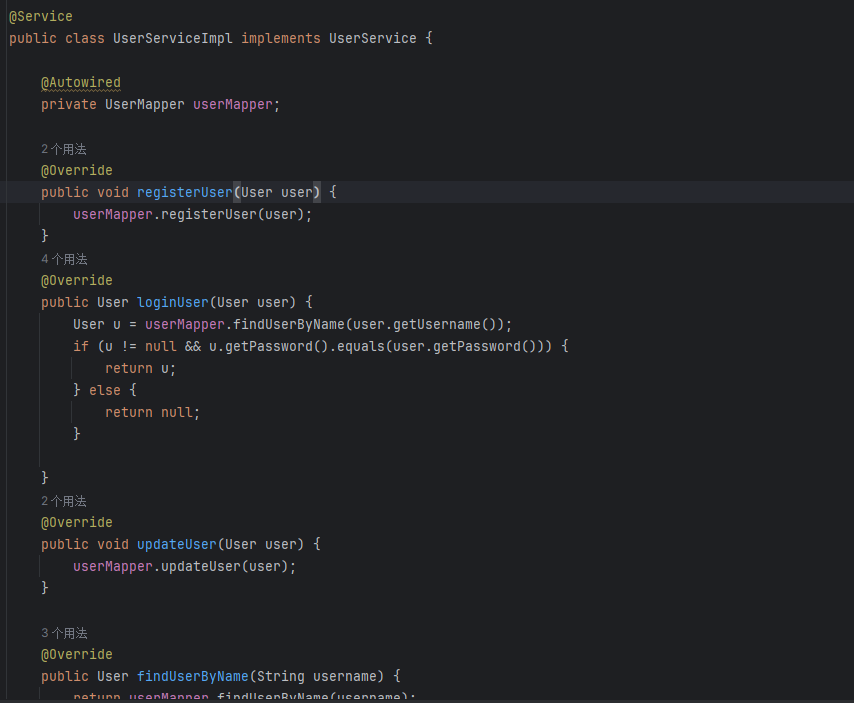 @Service
public class UserServiceImpl implements UserService {
@Autowired
private UserMapper userMapper;
2个用法
@Override
public void registerUser(User user) {
userMapper.registerUser(user);
}
4个用法
@Override
public User loginUser(User user) {
User u = userMapper.findUserByName(user.getUsername());
if (u != null && u.getPassword().equals(user.getPassword())) {
return u;
} else {
return null;
}
}
2个用法
@Override
public void updateUser(User user) {
userMapper.updateUser(user);
}
3个用法
@Override
public User findUserByName(String username) {
return userMapper.findUserByName(username);